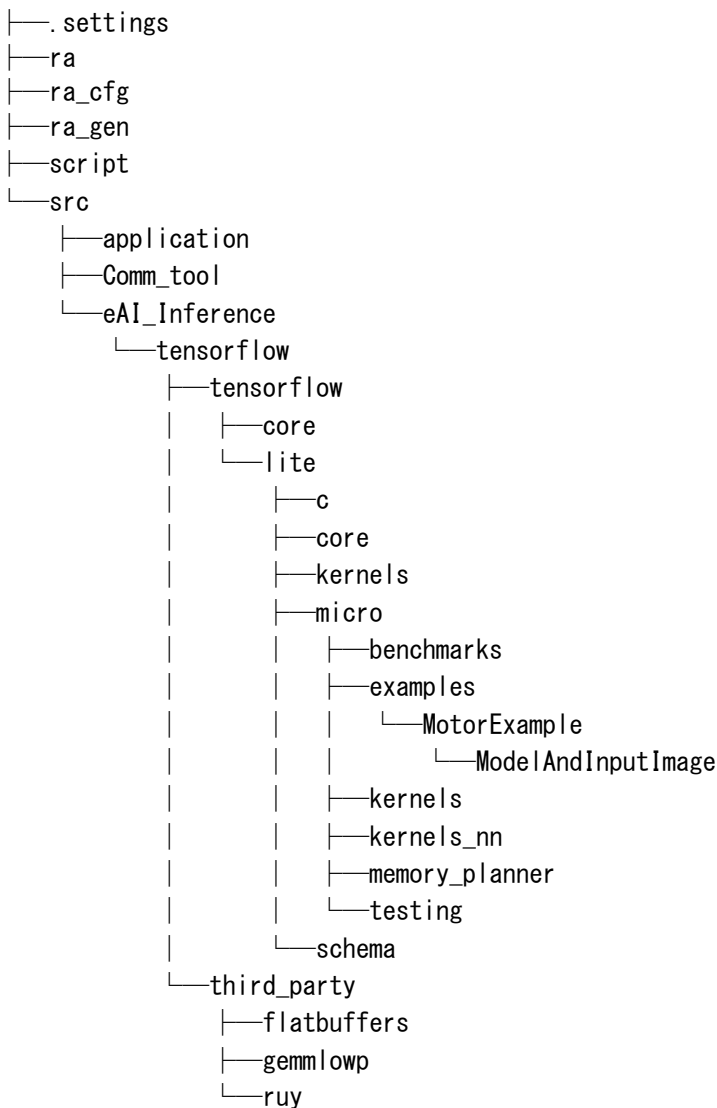 ├──.settings
├──ra
├──ra_cfg
├──ra_gen
├──script
└──src
    ├──application
    ├──Comm_tool
    └──eAI_Inference
        └──tensorflow
            ├──tensorflow
            │   ├──core
            │   └──lite
            │       ├──c
            │       ├──core
            │       ├──kernels
            │       ├──micro
            │       │   ├──benchmarks
            │       │   ├──examples
            │       │   │   └──MotorExample
            │       │   │       └──ModelAndInputImage
            │       │   ├──kernels
            │       │   ├──kernels_nn
            │       │   ├──memory_planner
            │       │   └──testing
            │       └──schema
            └──third_party
                ├──flatbuffers
                ├──gemmlowp
                └──ruy